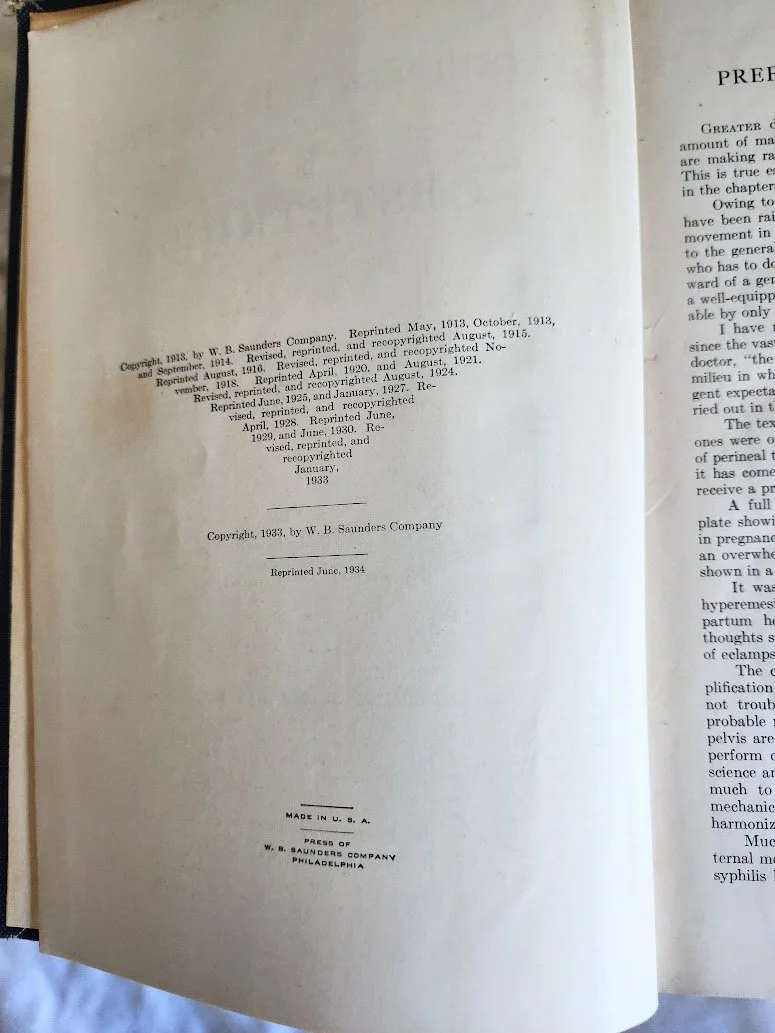 Copyright, 1913, by W. B. Saunders Company. Reprinted May, 1913, October, 1913,
and September, 1914. Revised, reprinted, and recopyrighted August, 1915.
Reprinted August, 1916. Revised, reprinted, and recopyrighted No-
vember, 1918. Reprinted April, 1920, and August, 1921.
Revised, reprinted, and recopyrighted August, 1924.
Reprinted June, 1925, and January, 1927. Re-
vised, reprinted, and recopyrighted
April, 1928. Reprinted June,
1929, and June, 1930. Re-
vised, reprinted, and
recopyrighted
January,
1933
Copyright, 1933, by W. B. Saunders Company
Reprinted June, 1934
MADE IN U. S. A.
PRESS OF
W. B. SAUNDERS COMPANY
PHILADELPHIA
PREF
GREATER d
amount of ma
are making ra
This is true es
in the chapter
Owing to
have been rai
movement in
to the genera
who has to do
ward of a gen
a well-equipp
able by only
I have r
since the vas
doctor, "the
milieu in wh
gent expecta
ried out in t
The tex
ones were o
of perineal t
it has come
receive a pr
A full
plate showi
in pregnanc
an overwhe
shown in a
It was
hyperemesi
partum he
thoughts s
of eclamps
The c
plification
not troub
probable r
pelvis are
perform c
science an
much to
mechanic
harmoniz
Muc
ternal mo
syphilis